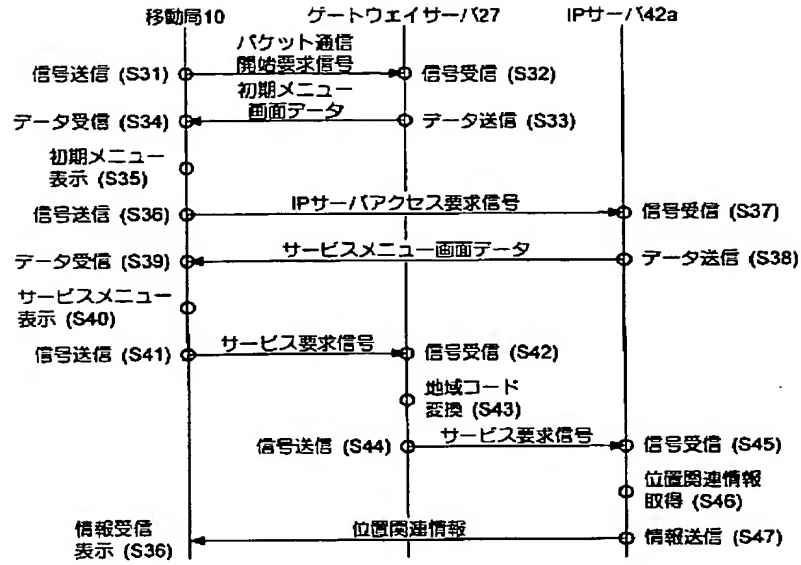 移動局10 ゲートウェイサーバ27 IPサーバ42a
パケット通信
開始要求信号
信号送信 (S31) 信号受信 (S32)
初期メニュー
画面データ
データ受信 (S34) データ送信 (S33)
初期メニュー
表示 (S35)
信号送信 (S36) IPサーバアクセス要求信号 信号受信 (S37)
データ受信 (S39) サービスメニュー画面データ データ送信 (S38)
サービスメニュー
表示 (S40)
信号送信 (S41) サービス要求信号 信号受信 (S42)
地域コード
変換 (S43)
信号送信 (S44) サービス要求信号 信号受信 (S45)
位置関連情報
取得 (S46)
情報受信
表示 (S36)
位置関連情報 情報送信 (S47)